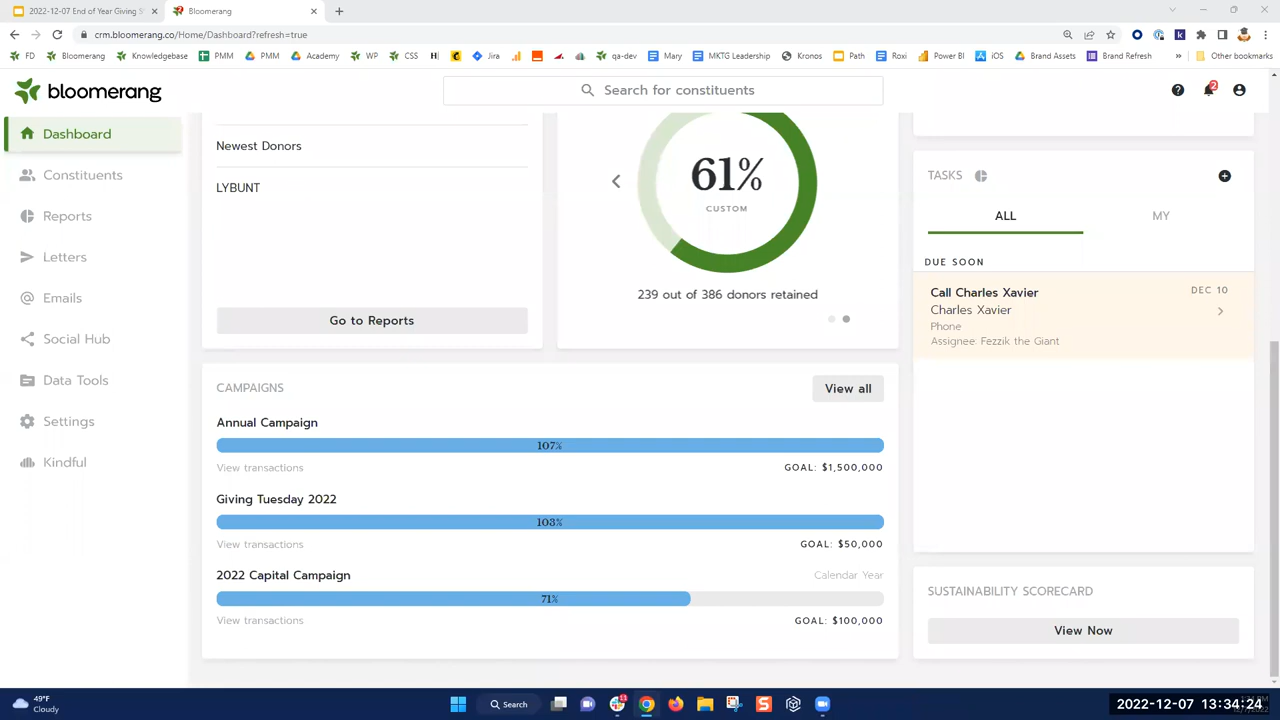 2022-12-07 End of Year Giving S
Bloomerang
crm.bloomerang.co/Home/Dashboard?refresh=true
FD
Bloomerang
Knowledgebase
PMM
PMM
Academy
WP
CSS
Jira
qa-dev
Mary
MKTG Leadership
Kronos
Path
Roxi
Power BI
iOS
Brand Assets
Brand Refresh
Other bookmarks
bloomerang
Search for constituents
2
Dashboard
Constituents
Reports
Letters
Emails
Social Hub
Data Tools
Settings
Kindful
Newest Donors
LYBUNT
Go to Reports
61%
CUSTOM
239 out of 386 donors retained
CAMPAIGNS
View all
Annual Campaign
107%
View transactions
GOAL: $1,500,000
Giving Tuesday 2022
103%
View transactions
GOAL: $50,000
2022 Capital Campaign
Calendar Year
71%
View transactions
GOAL: $100,000
TASKS
ALL
MY
DUE SOON
Call Charles Xavier
DEC 10
Charles Xavier
Phone
Assignee: Fezzik the Giant
SUSTAINABILITY SCORECARD
View Now
49°F
Cloudy
Search
2022-12-07 13:34:24